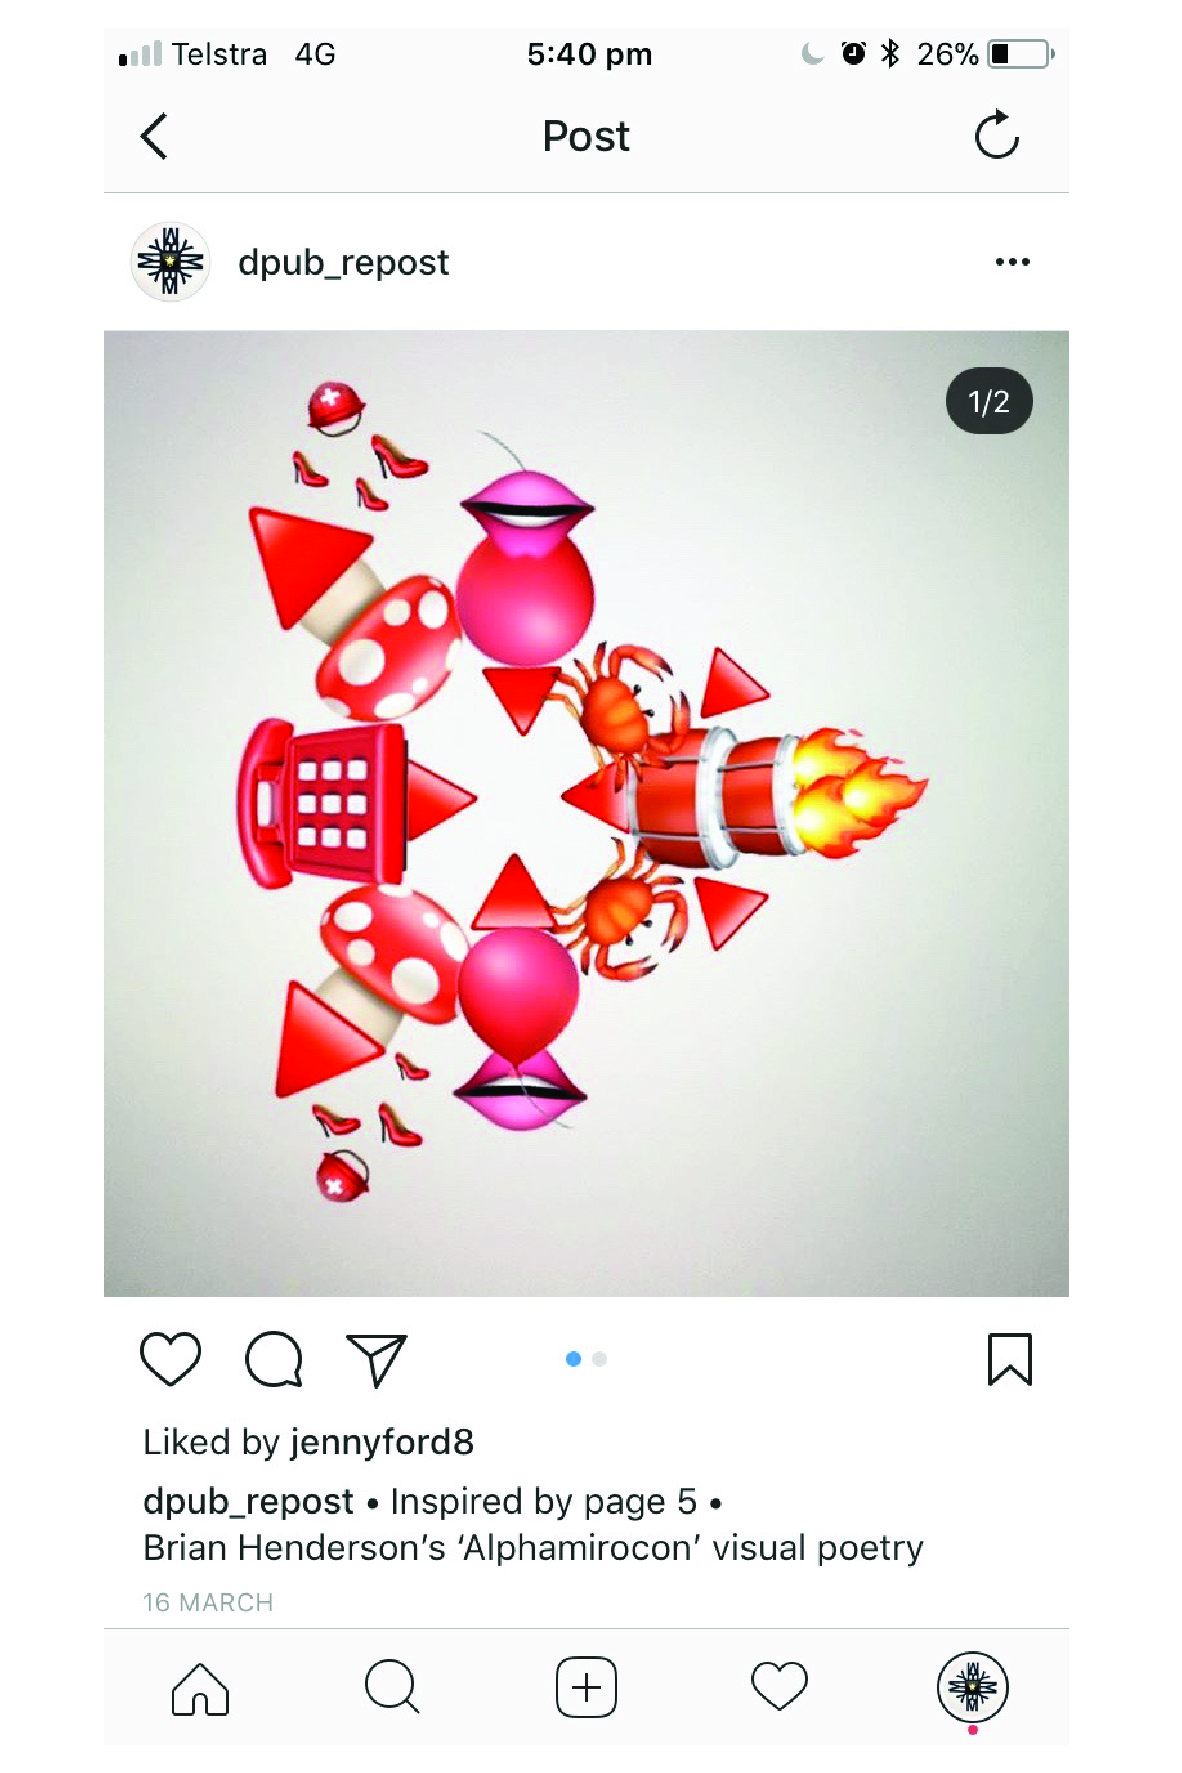 Telstra 4G 5:40 pm 26%
Post
dpub_repost
1/2
Liked by jennyford8
dpub_repost • Inspired by page 5 •
Brian Henderson’s ‘Alphamirocon’ visual poetry
16 MARCH